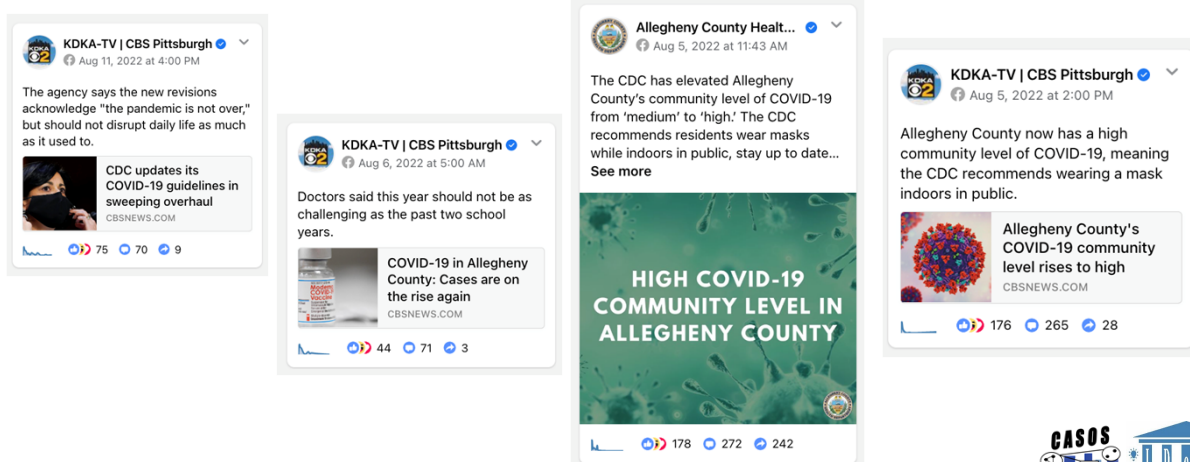 KDKA-TV | CBS Pittsburgh
Aug 11, 2022 at 4:00 PM
The agency says the new revisions
acknowledge "the pandemic is not over,"
but should not disrupt daily life as much
as it used to.
CDC updates its
COVID-19 guidelines in
sweeping overhaul
CBSNEWS.COM
75 70 9
KDKA-TV | CBS Pittsburgh
Aug 6, 2022 at 5:00 AM
Doctors said this year should not be as
challenging as the past two school
years.
COVID-19 in Allegheny
County: Cases are on
the rise again
CBSNEWS.COM
44 71 3
Allegheny County Healt...
Aug 5, 2022 at 11:43 AM
The CDC has elevated Allegheny
County's community level of COVID-19
from 'medium' to 'high.' The CDC
recommends residents wear masks
while indoors in public, stay up to date...
See more
HIGH COVID-19
COMMUNITY LEVEL IN
ALLEGHENY COUNTY
178 272 242
KDKA-TV | CBS Pittsburgh
Aug 5, 2022 at 2:00 PM
Allegheny County now has a high
community level of COVID-19, meaning
the CDC recommends wearing a mask
indoors in public.
Allegheny County's
COVID-19 community
level rises to high
CBSNEWS.COM
176 265 28
CASOS